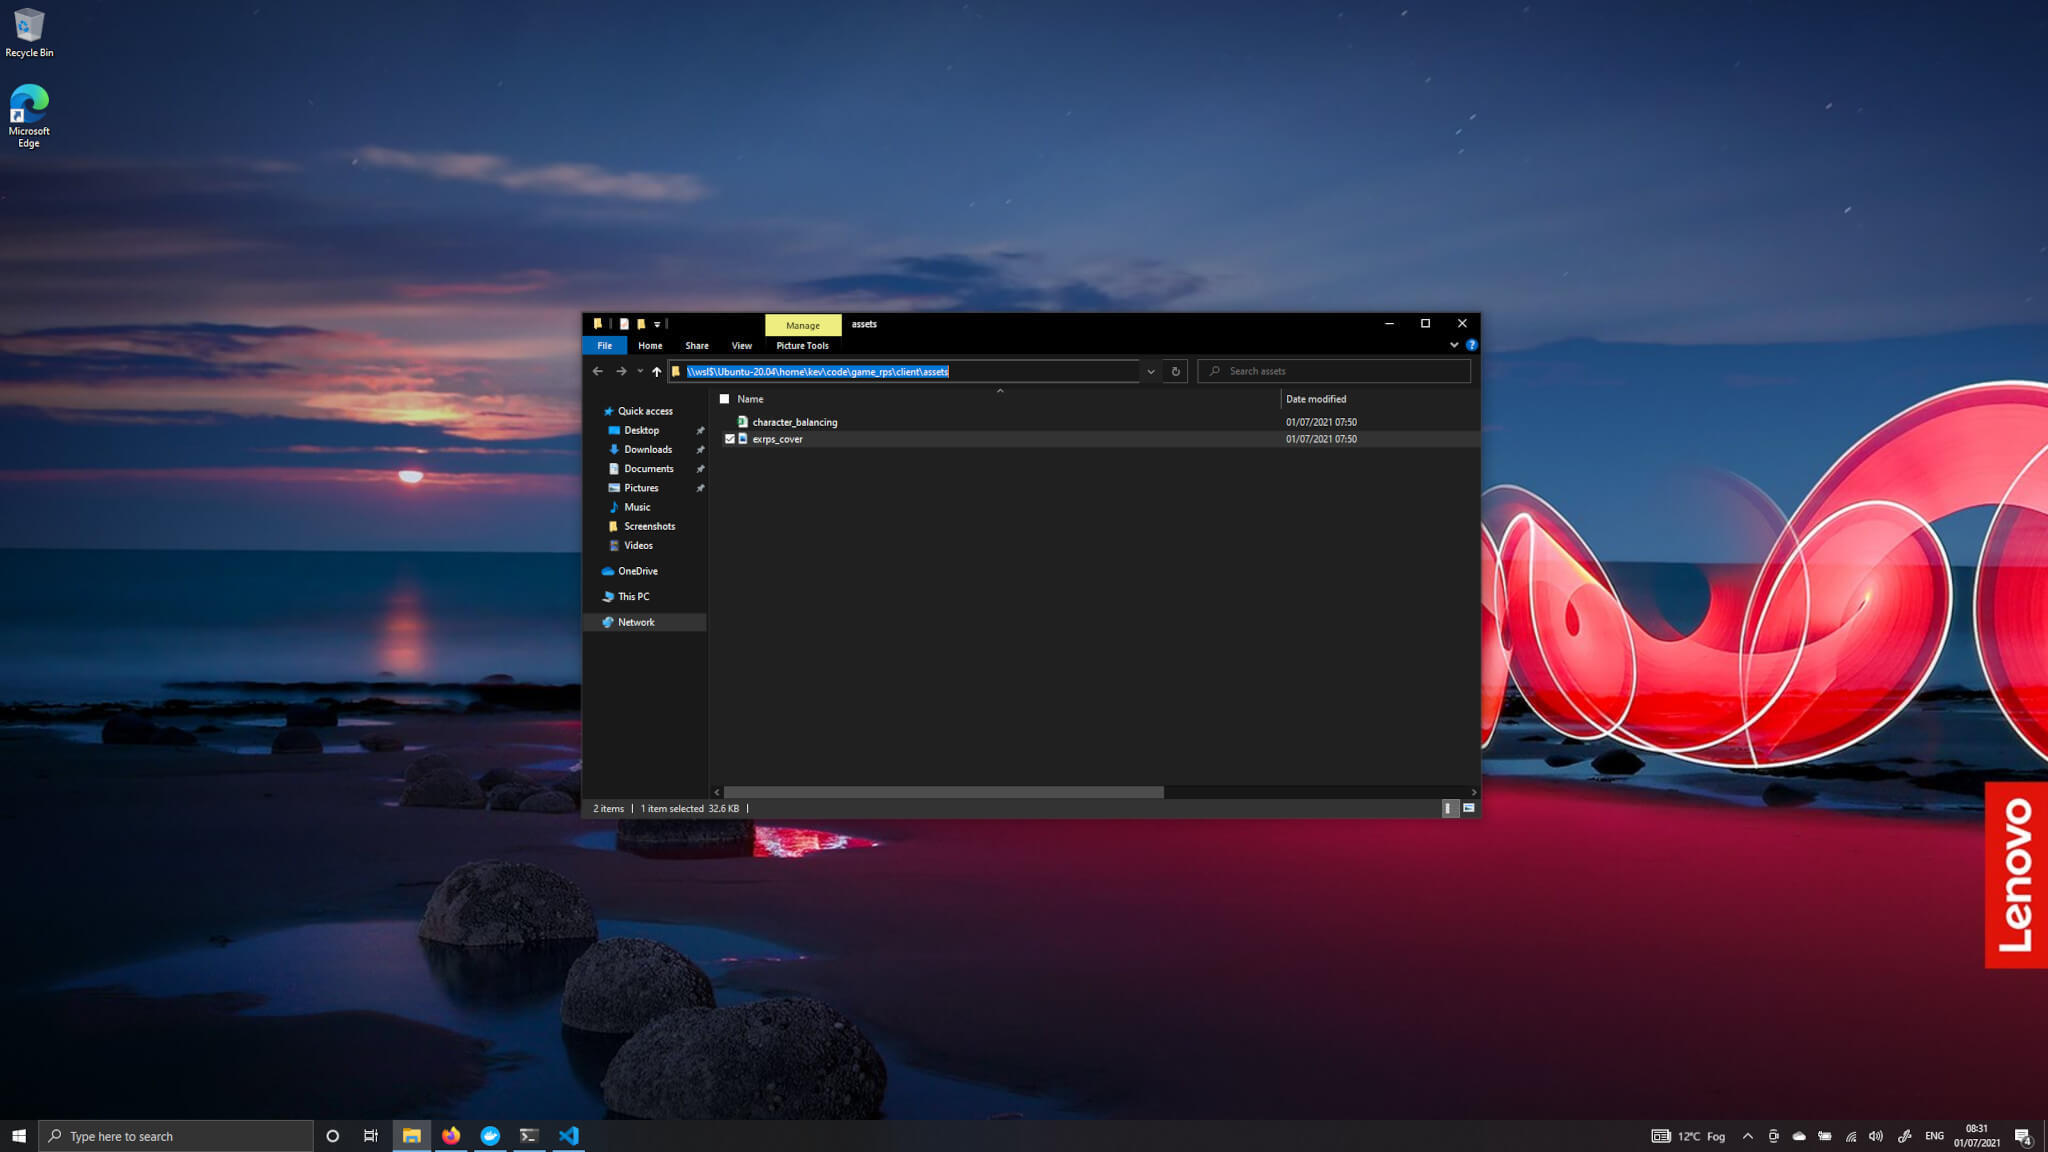 Recycle Bin
Microsoft
Edge
Manage
assets
File
Home
Share
View
Picture Tools
\\wsl$\Ubuntu-20.04\home\kev\code\game_rps\client\assets
Search assets
Name
Date modified
Quick access
Desktop
Downloads
Documents
Pictures
Music
Screenshots
Videos
OneDrive
This PC
Network
character_balancing
01/07/2021 07:50
exrps_cover
01/07/2021 07:50
2 items
1 item selected 32.6 KB
Lenovo
Type here to search
12°C Fog
ENG
08:31
01/07/2021
4